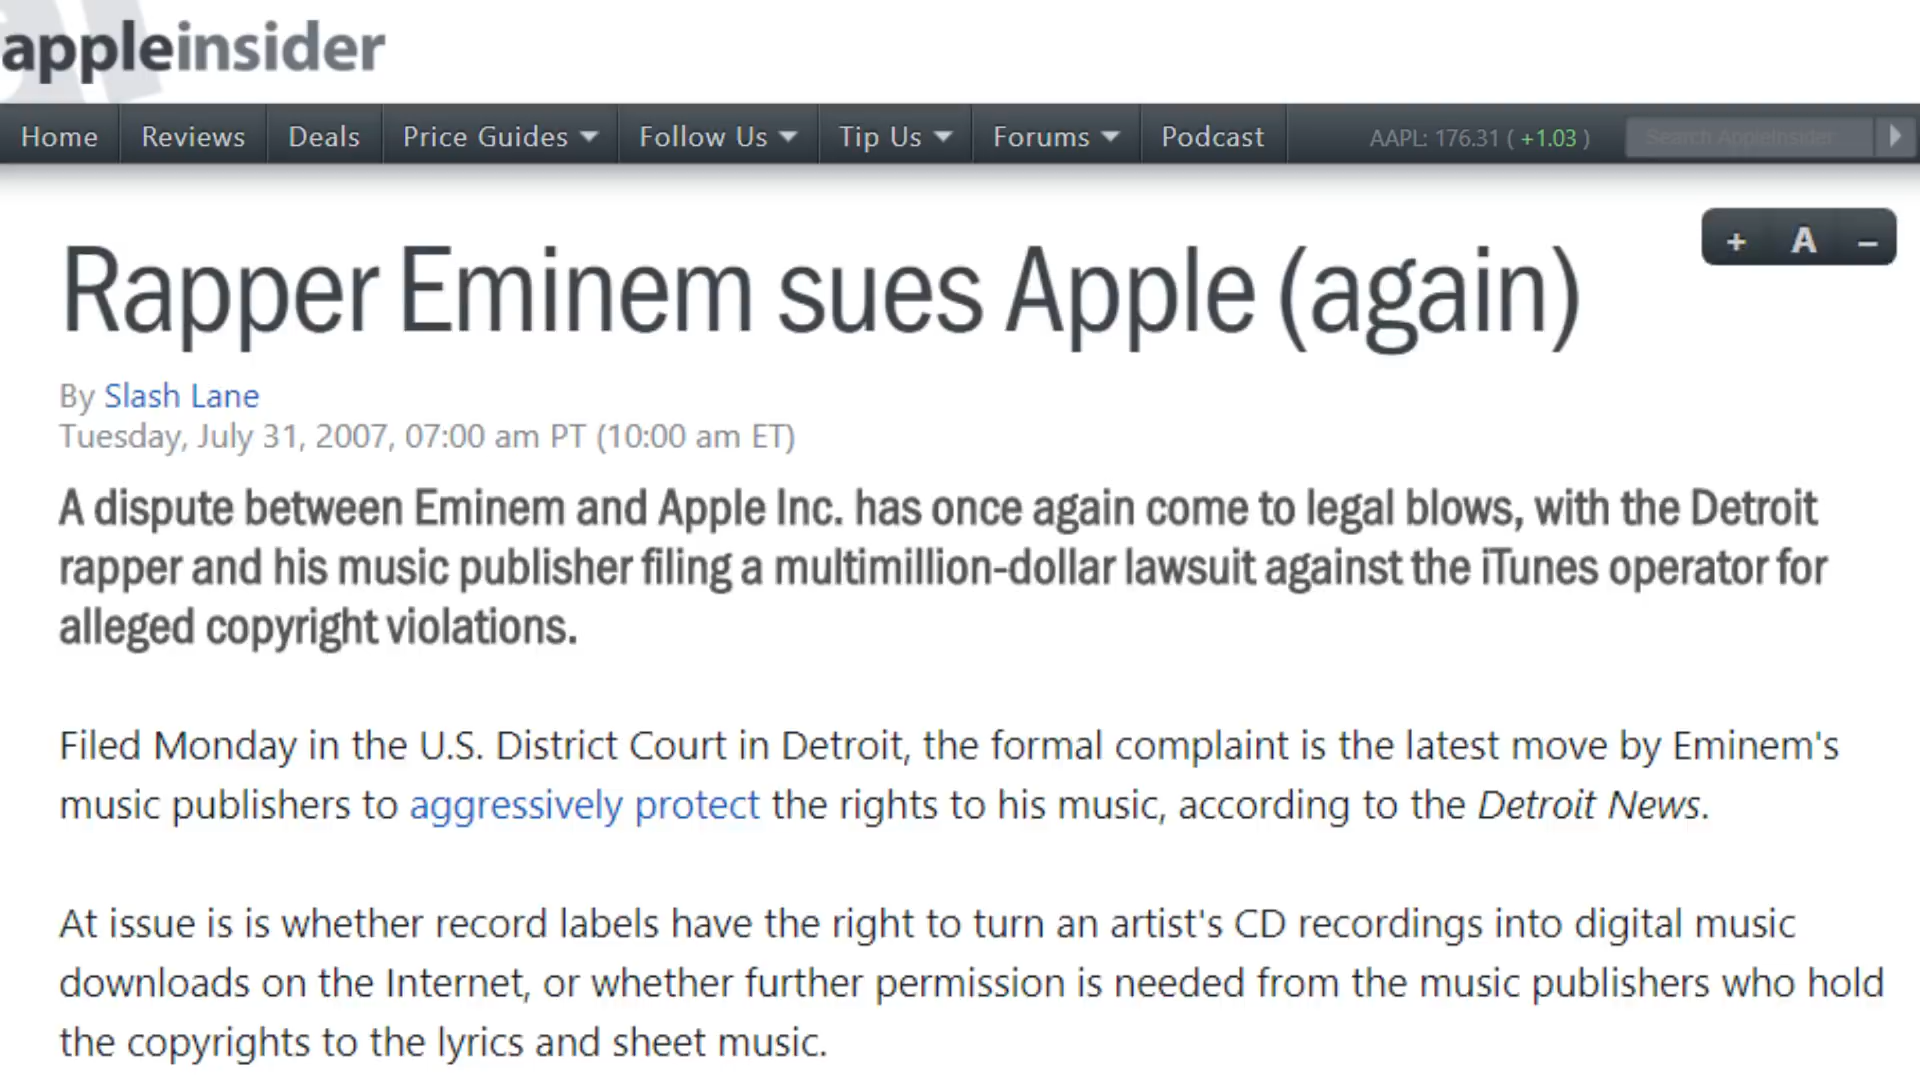 appleinsider
Home Reviews Deals Price Guides Follow Us Tip Us Forums Podcast AAPL: 176.31 ( +1.03 ) Search AppleInsider
+ A –
Rapper Eminem sues Apple (again)
By Slash Lane
Tuesday, July 31, 2007, 07:00 am PT (10:00 am ET)
A dispute between Eminem and Apple Inc. has once again come to legal blows, with the Detroit
rapper and his music publisher filing a multimillion-dollar lawsuit against the iTunes operator for
alleged copyright violations.
Filed Monday in the U.S. District Court in Detroit, the formal complaint is the latest move by Eminem's
music publishers to aggressively protect the rights to his music, according to the Detroit News.
At issue is is whether record labels have the right to turn an artist's CD recordings into digital music
downloads on the Internet, or whether further permission is needed from the music publishers who hold
the copyrights to the lyrics and sheet music.